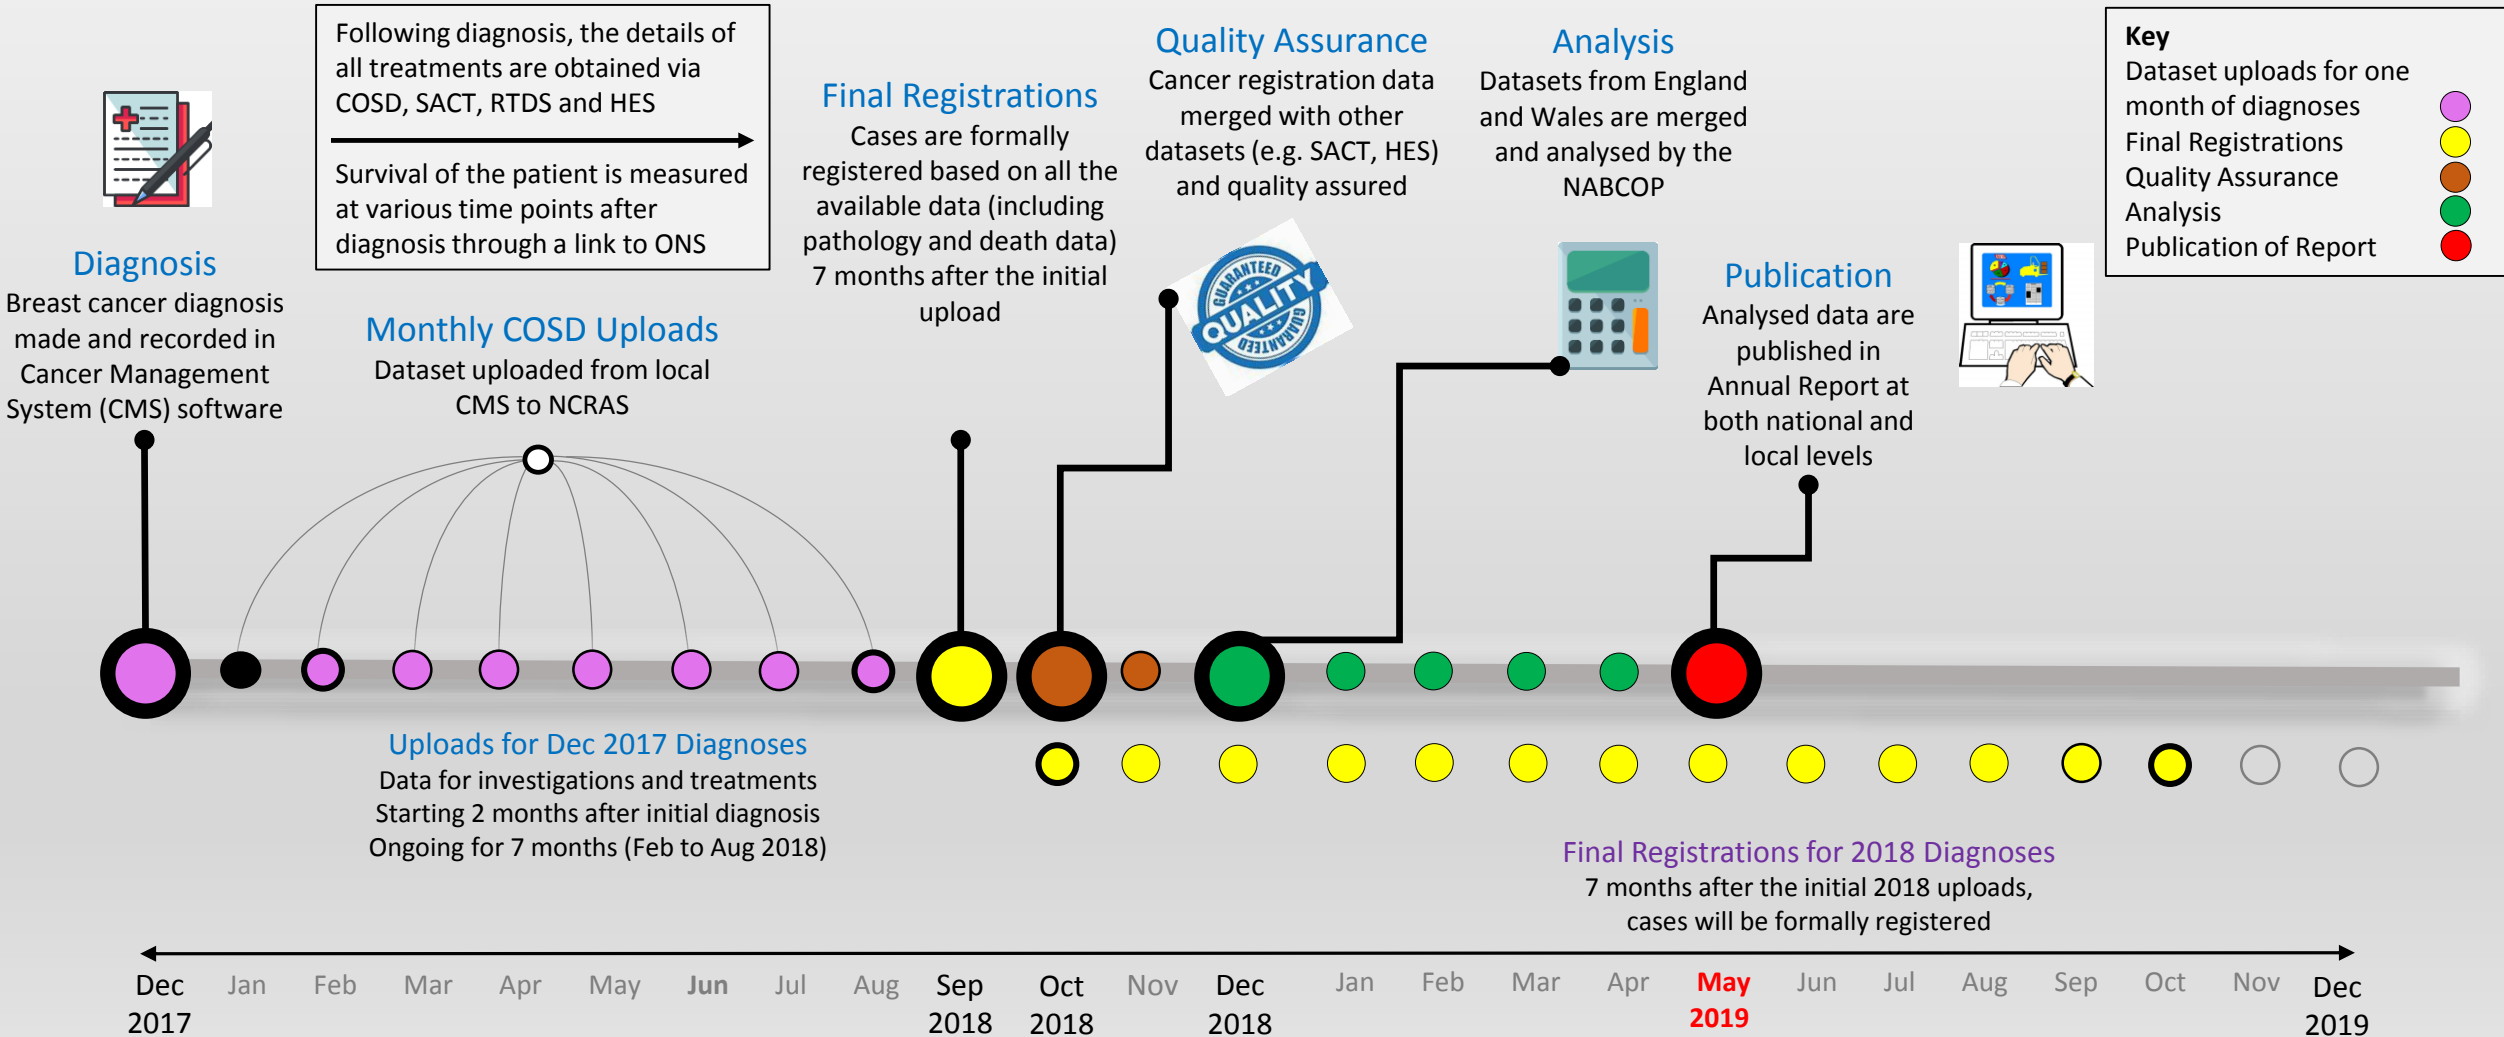 Following diagnosis, the details of
all treatments are obtained via
COSD, SACT, RTDS and HES
Survival of the patient is measured
at various time points after
diagnosis through a link to ONS
Diagnosis
Breast cancer diagnosis
made and recorded in
Cancer Management
System (CMS) software
Monthly COSD Uploads
Dataset uploaded from local
CMS to NCRAS
Final Registrations
Cases are formally
registered based on all the
available data (including
pathology and death data)
7 months after the initial
upload
Quality Assurance
Cancer registration data
merged with other
datasets (e.g. SACT, HES)
and quality assured
GUARANTEED
QUALITY
GUARANTEED
Analysis
Datasets from England
and Wales are merged
and analysed by the
NABCOP
Publication
Analysed data are
published in
Annual Report at
both national and
local levels
Key
Dataset uploads for one
month of diagnoses
Final Registrations
Quality Assurance
Analysis
Publication of Report
Uploads for Dec 2017 Diagnoses
Data for investigations and treatments
Starting 2 months after initial diagnosis
Ongoing for 7 months (Feb to Aug 2018)
Final Registrations for 2018 Diagnoses
7 months after the initial 2018 uploads,
cases will be formally registered
Dec Jan Feb Mar Apr May Jun Jul Aug Sep Oct Nov Dec Jan Feb Mar Apr May Jun Jul Aug Sep Oct Nov Dec
2017 2018 2018 2018 2019 2019